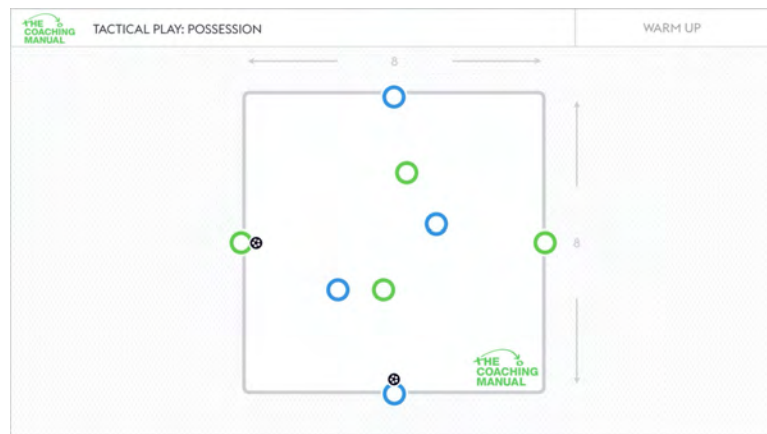 THE
COACHING
MANUAL
TACTICAL PLAY: POSSESSION
WARM UP
8
8
THE
COACHING
MANUAL